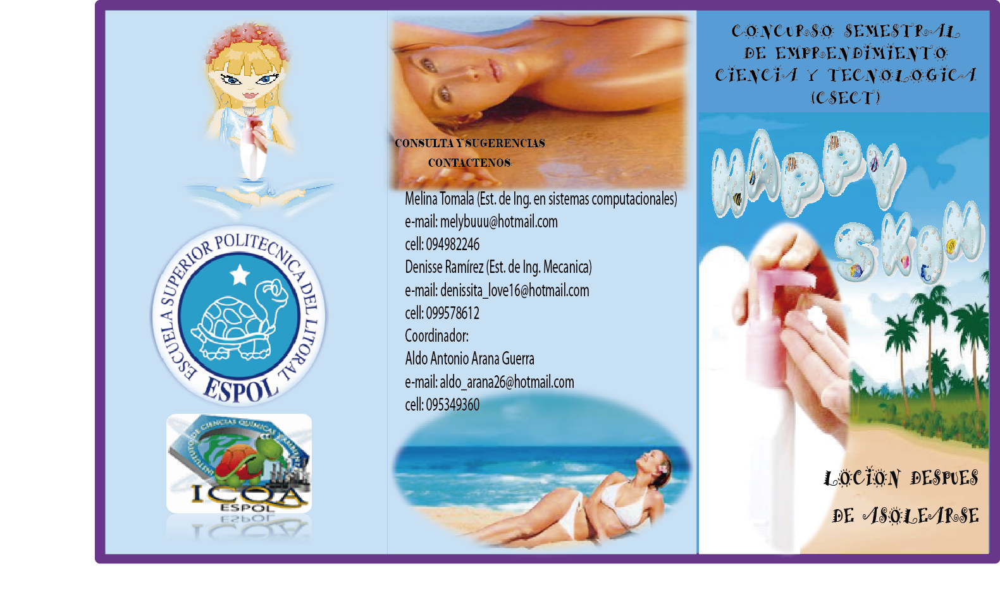 ESCUELA SUPERIOR POLITECNICA DEL LITORAL
ESPOL
INSTITUTO DE CIENCIAS QUÍMICAS Y AMBIENT
ICQA
ESPOL
CONSULTA Y SUGERENCIAS
CONTACTENOS
Melina Tomala (Est. de Ing. en sistemas computacionales)
e-mail: melybuuu@hotmail.com
cell: 094982246
Denisse Ramírez (Est. de Ing. Mecanica)
e-mail: denissita_love16@hotmail.com
cell: 099578612
Coordinador:
Aldo Antonio Arana Guerra
e-mail: aldo_arana26@hotmail.com
cell: 095349360
CONCURSO SEMESTRAL
DE EMPRENDIMIENTO
CIENCIA Y TECNOLOGICA
(CSECT)
HAPPY
SKIN
LOCION DESPUES
DE ASOLEARSE